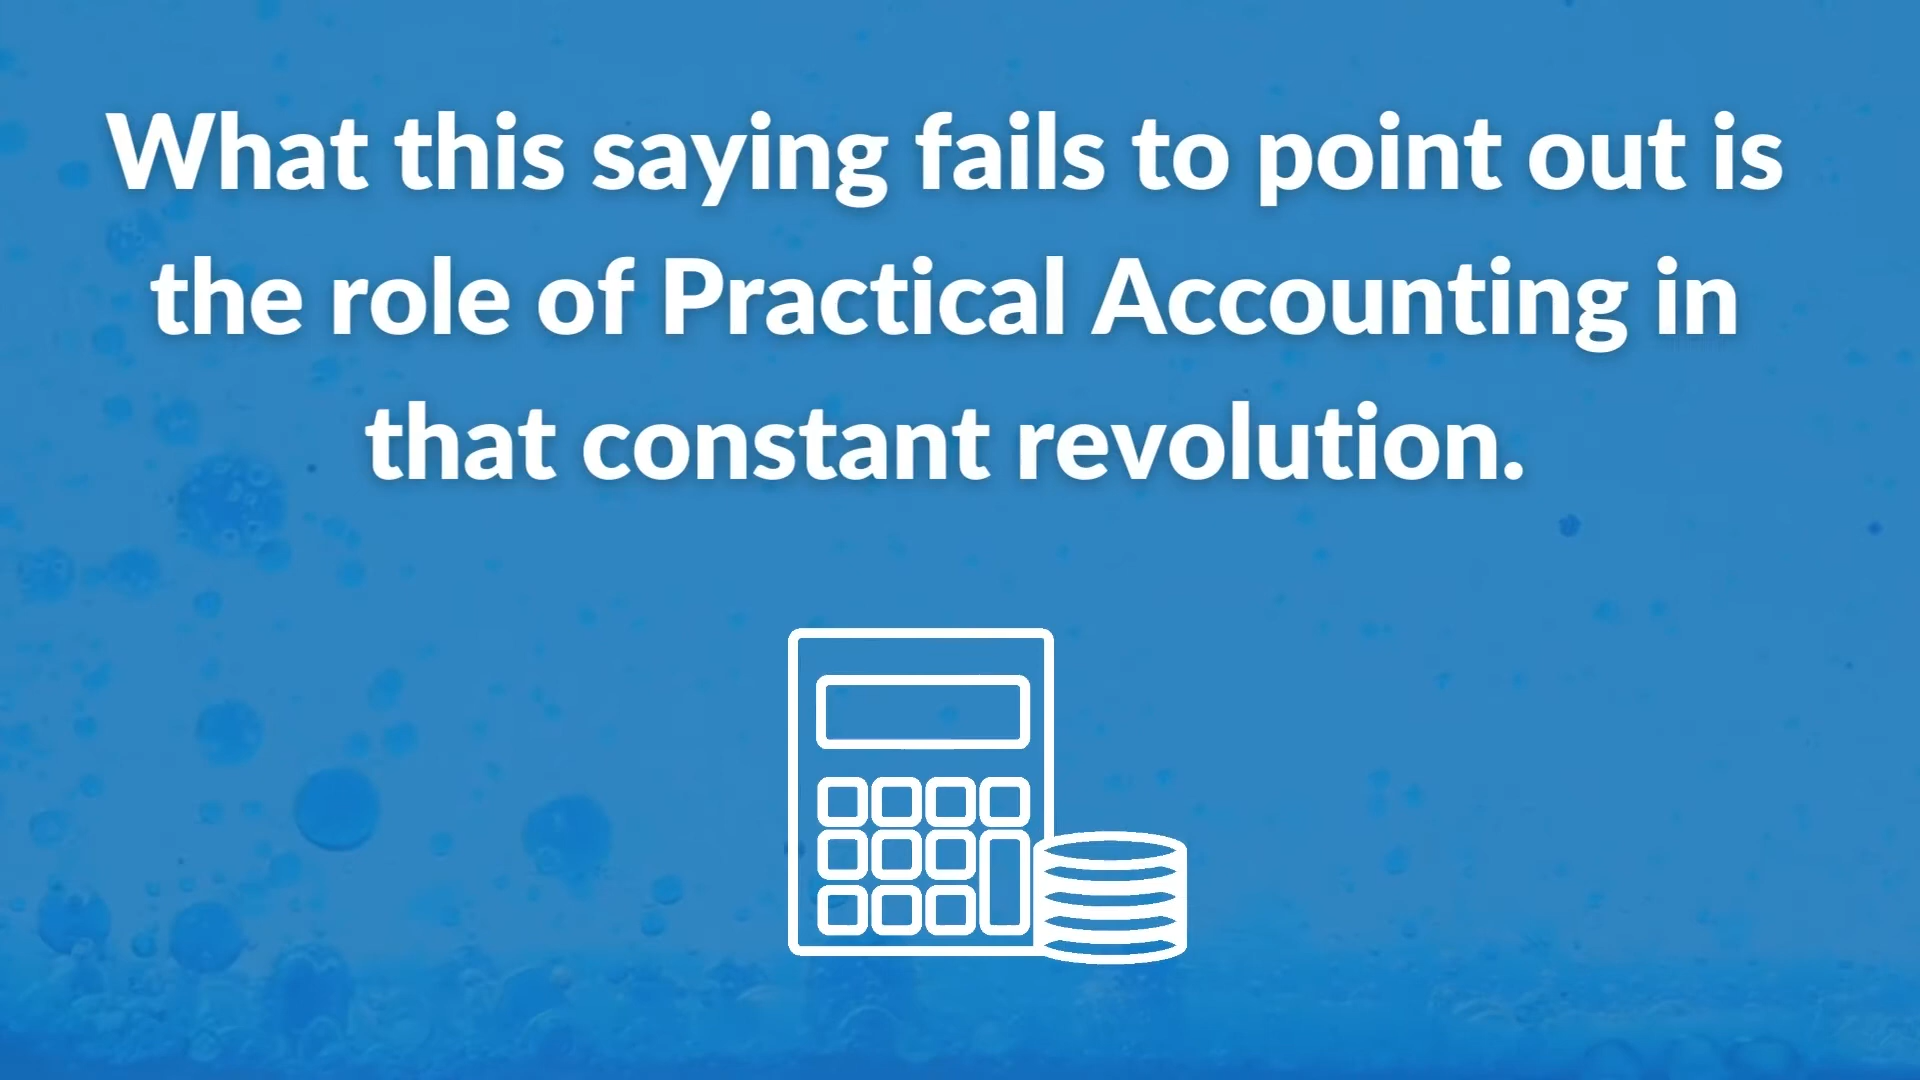 What this saying fails to point out is
the role of Practical Accounting in
that constant revolution.